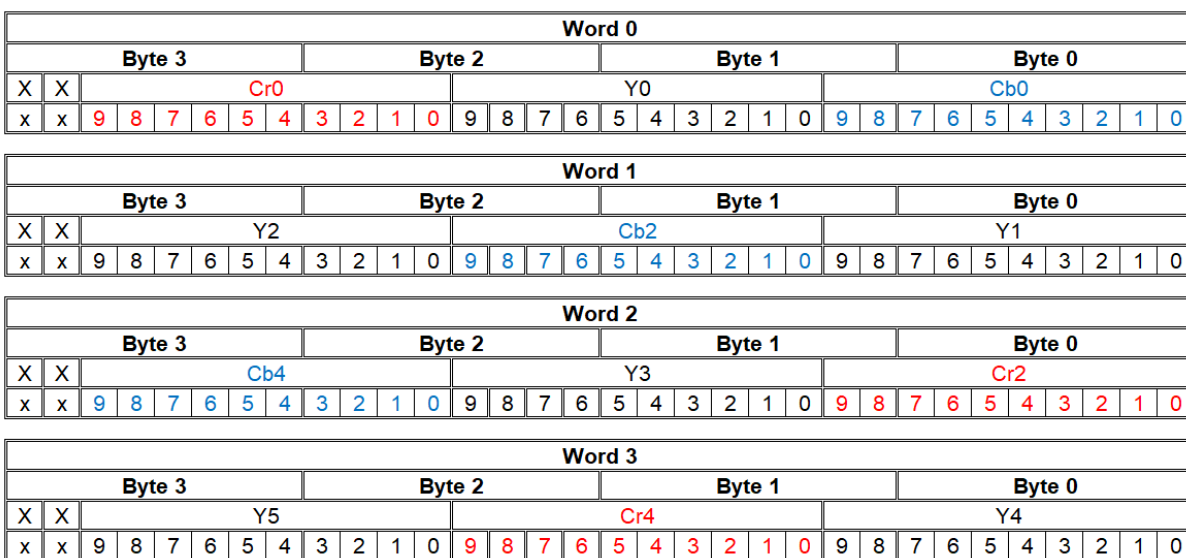 Word 0
Byte 3 Byte 2 Byte 1 Byte 0
X X Cr0 Y0 Cb0
x x 9 8 7 6 5 4 3 2 1 0 9 8 7 6 5 4 3 2 1 0 9 8 7 6 5 4 3 2 1 0
Word 1
Byte 3 Byte 2 Byte 1 Byte 0
X X Y2 Cb2 Y1
x x 9 8 7 6 5 4 3 2 1 0 9 8 7 6 5 4 3 2 1 0 9 8 7 6 5 4 3 2 1 0
Word 2
Byte 3 Byte 2 Byte 1 Byte 0
X X Cb4 Y3 Cr2
x x 9 8 7 6 5 4 3 2 1 0 9 8 7 6 5 4 3 2 1 0 9 8 7 6 5 4 3 2 1 0
Word 3
Byte 3 Byte 2 Byte 1 Byte 0
X X Y5 Cr4 Y4
x x 9 8 7 6 5 4 3 2 1 0 9 8 7 6 5 4 3 2 1 0 9 8 7 6 5 4 3 2 1 0